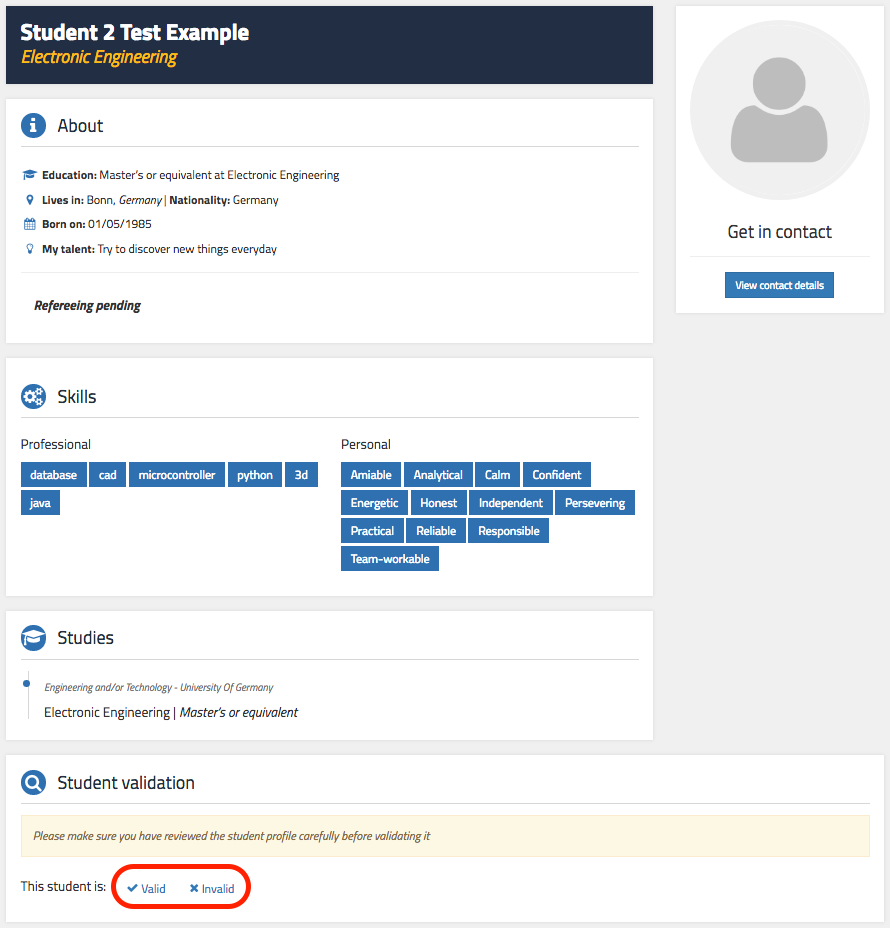 Student 2 Test Example
Electronic Engineering
About
Education: Master's or equivalent at Electronic Engineering
Lives in: Bonn, Germany | Nationality: Germany
Born on: 01/05/1985
My talent: Try to discover new things everyday
Refereeing pending
Get in contact
View contact details
Skills
Professional
database cad microcontroller python 3d
java
Personal
Amiable Analytical Calm Confident
Energetic Honest Independent Persevering
Practical Reliable Responsible
Team-workable
Studies
Engineering and/or Technology - University Of Germany
Electronic Engineering | Master's or equivalent
Student validation
Please make sure you have reviewed the student profile carefully before validating it
This student is: Valid Invalid